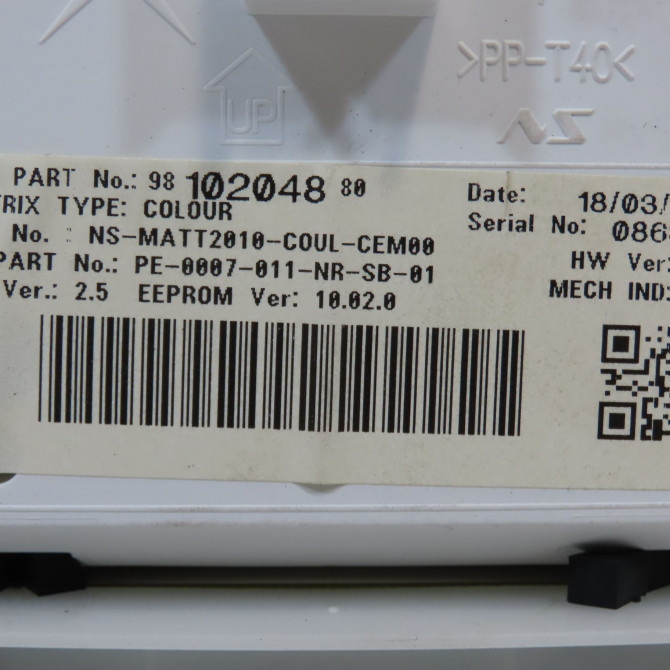 >PP-T40<
UP
NS
PART No.: 98 102048 80
TYPE: COLOUR
No. : NS-MATT2010-COUL-CEM00
PART No.: PE-0007-011-NR-SB-01
Ver.: 2.5 EEPROM Ver: 10.02.0
Date: 18/03/
Serial No: 086
HW Ver:
MECH IND: